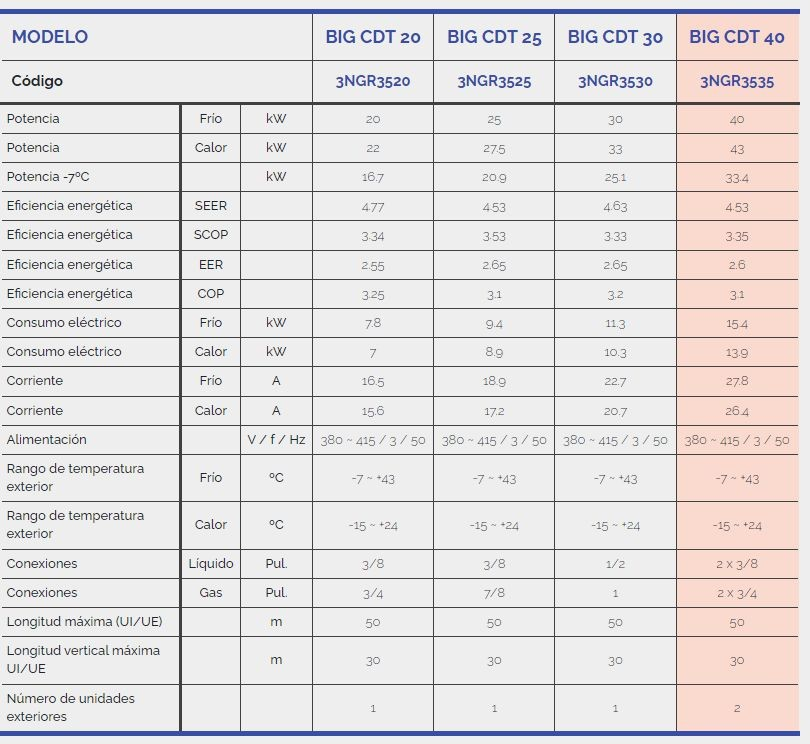 MODELO BIG CDT 20 BIG CDT 25 BIG CDT 30 BIG CDT 40
Código 3NGR3520 3NGR3525 3NGR3530 3NGR3535
Potencia Frío kW 20 25 30 40
Potencia Calor kW 22 27.5 33 43
Potencia -7ºC kW 16.7 20.9 25.1 33.4
Eficiencia energética SEER 4.77 4.53 4.63 4.53
Eficiencia energética SCOP 3.34 3.53 3.33 3.35
Eficiencia energética EER 2.55 2.65 2.65 2.6
Eficiencia energética COP 3.25 3.1 3.2 3.1
Consumo eléctrico Frío kW 7.8 9.4 11.3 15.4
Consumo eléctrico Calor kW 7 8.9 10.3 13.9
Corriente Frío A 16.5 18.9 22.7 27.8
Corriente Calor A 15.6 17.2 20.7 26.4
Alimentación V / f / Hz 380 ~ 415 / 3 / 50 380 ~ 415 / 3 / 50 380 ~ 415 / 3 / 50 380 ~ 415 / 3 / 50
Rango de temperatura
exterior Frío ºC -7 ~ +43 -7 ~ +43 -7 ~ +43 -7 ~ +43
Rango de temperatura
exterior Calor ºC -15 ~ +24 -15 ~ +24 -15 ~ +24 -15 ~ +24
Conexiones Líquido Pul. 3/8 3/8 1/2 2 x 3/8
Conexiones Gas Pul. 3/4 7/8 1 2 x 3/4
Longitud máxima (UI/UE) m 50 50 50 50
Longitud vertical máxima
UI/UE m 30 30 30 30
Número de unidades
exteriores 1 1 1 2